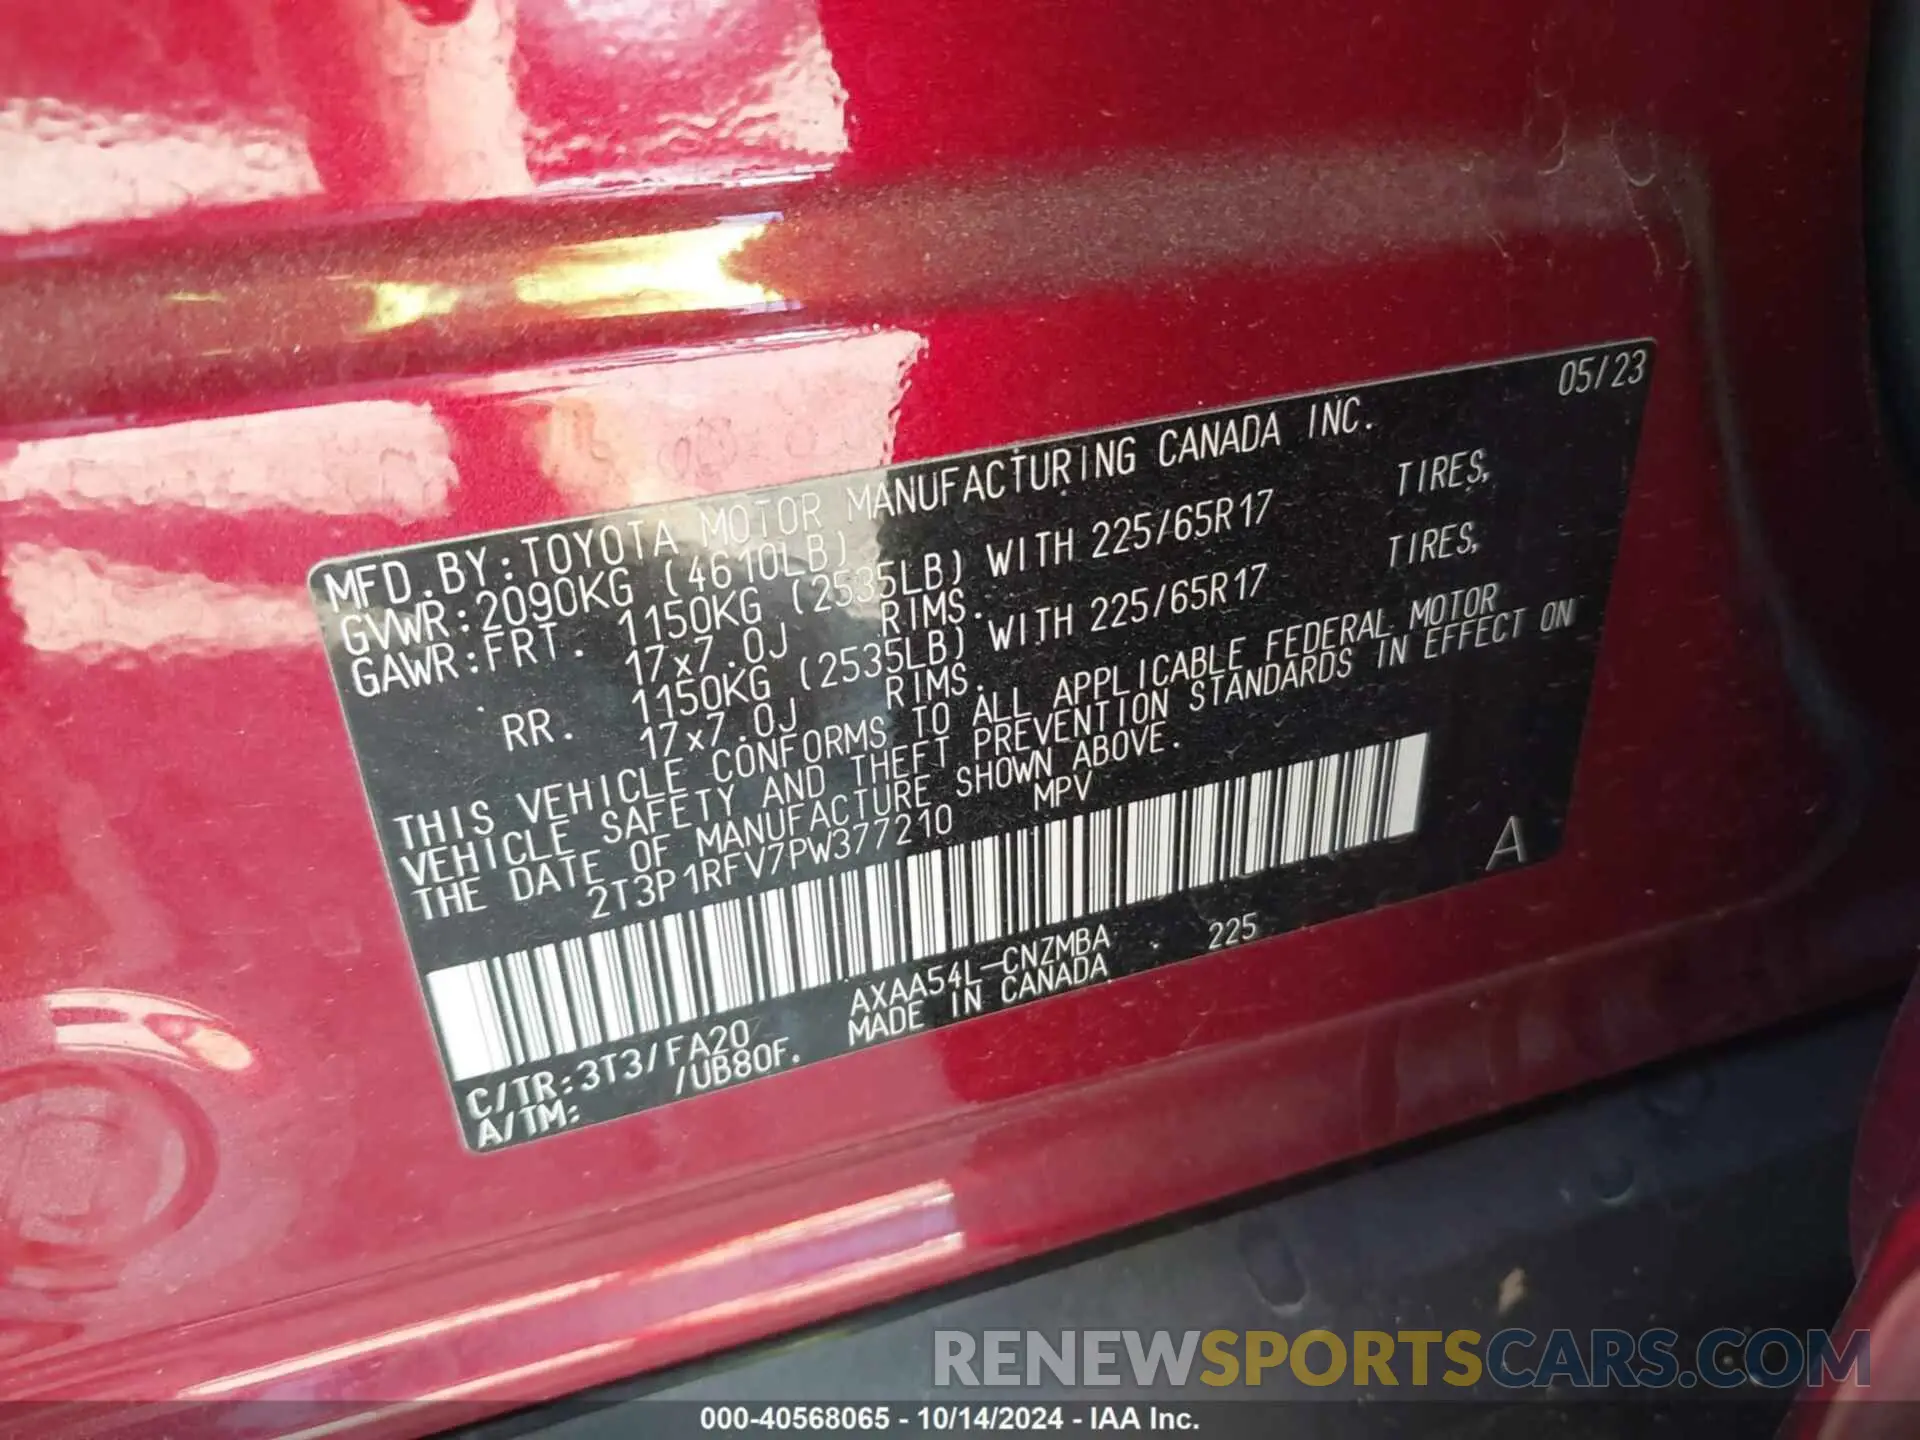 05/23
MFD.BY:TOYOTA MOTOR MANUFACTURING CANADA INC.
GVWR:2090KG (4610LB)
GAWR:FRT. 1150KG (2535LB) WITH 225/65R17 TIRES,
17x7.0J RIMS.
RR. 1150KG (2535LB) WITH 225/65R17 TIRES,
17x7.0J RIMS.
THIS VEHICLE CONFORMS TO ALL APPLICABLE FEDERAL MOTOR
VEHICLE SAFETY AND THEFT PREVENTION STANDARDS IN EFFECT ON
THE DATE OF MANUFACTURE SHOWN ABOVE.
2T3P1RFV7PW377210 MPV
A
C/TR:3T3/FA20 AXAA54L-CNZMBA 225
A/TM: /UB80F. MADE IN CANADA
RENEWSPORTSCARS.COM
000-40568065 - 10/14/2024 - IAA Inc.